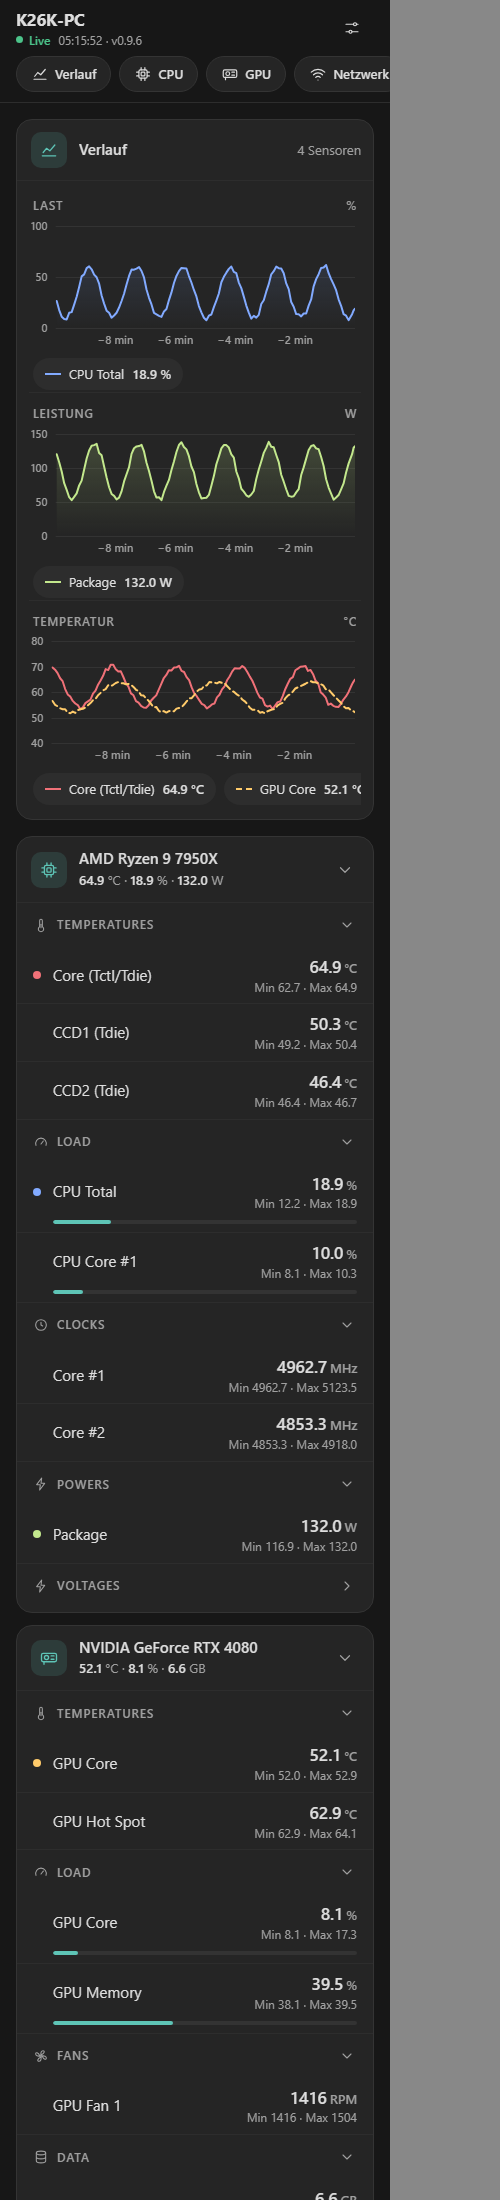 K26K-PC
Live 05:15:52 · v0.9.6
Verlauf CPU GPU Netzwerk
Verlauf 4 Sensoren
LAST %
100
50
0
−8 min −6 min −4 min −2 min
CPU Total 18.9 %
LEISTUNG W
150
100
50
0
−8 min −6 min −4 min −2 min
Package 132.0 W
TEMPERATUR °C
80
70
60
50
40
−8 min −6 min −4 min −2 min
Core (Tctl/Tdie) 64.9 °C GPU Core 52.1 °C
AMD Ryzen 9 7950X
64.9 °C · 18.9 % · 132.0 W
TEMPERATURES
Core (Tctl/Tdie) 64.9 °C
Min 62.7 · Max 64.9
CCD1 (Tdie) 50.3 °C
Min 49.2 · Max 50.4
CCD2 (Tdie) 46.4 °C
Min 46.4 · Max 46.7
LOAD
CPU Total 18.9 %
Min 12.2 · Max 18.9
CPU Core #1 10.0 %
Min 8.1 · Max 10.3
CLOCKS
Core #1 4962.7 MHz
Min 4962.7 · Max 5123.5
Core #2 4853.3 MHz
Min 4853.3 · Max 4918.0
POWERS
Package 132.0 W
Min 116.9 · Max 132.0
VOLTAGES
NVIDIA GeForce RTX 4080
52.1 °C · 8.1 % · 6.6 GB
TEMPERATURES
GPU Core 52.1 °C
Min 52.0 · Max 52.9
GPU Hot Spot 62.9 °C
Min 62.9 · Max 64.1
LOAD
GPU Core 8.1 %
Min 8.1 · Max 17.3
GPU Memory 39.5 %
Min 38.1 · Max 39.5
FANS
GPU Fan 1 1416 RPM
Min 1416 · Max 1504
DATA
6.6 GB